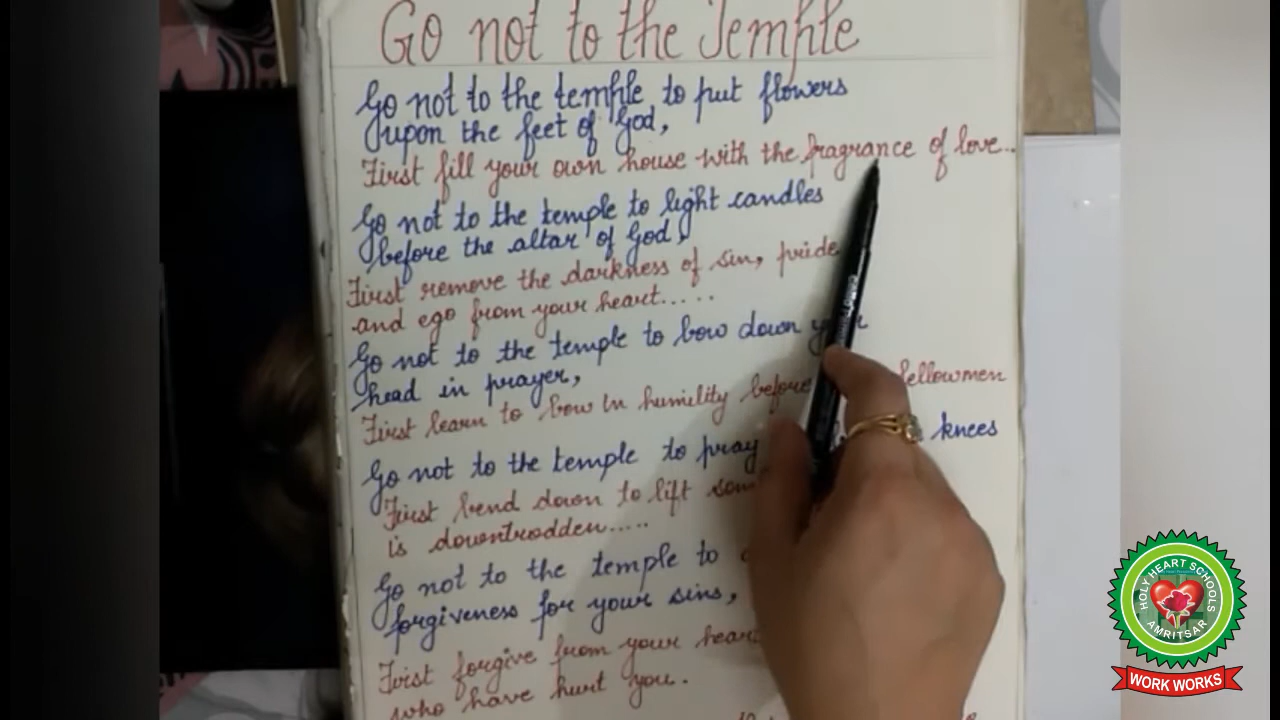 Go not to the Temple
Go not to the temple to put flowers
upon the feet of God,
First fill your own house with the fragrance of love...
Go not to the temple to light candles
before the altar of God,
First remove the darkness of sin, pride
and ego from your heart.....
Go not to the temple to bow down
head in prayer,
First learn to bow in humility before fellowmen
Go not to the temple to pray knees
First bend down to lift
is downtrodden.....
Go not to the temple to
forgiveness for your sins,
First forgive from your heart
who have hurt you.
HOLY HEART SCHOOLS
AMRITSAR
WORK WORKS